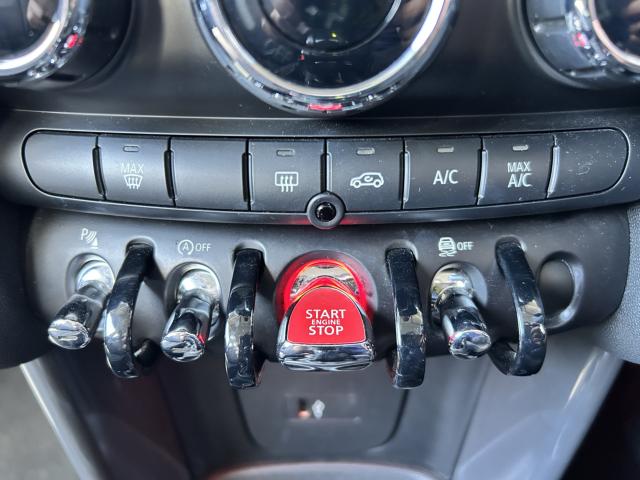 MAX
A/C
MAX
A/C
P
A OFF
OFF
START
ENGINE
STOP